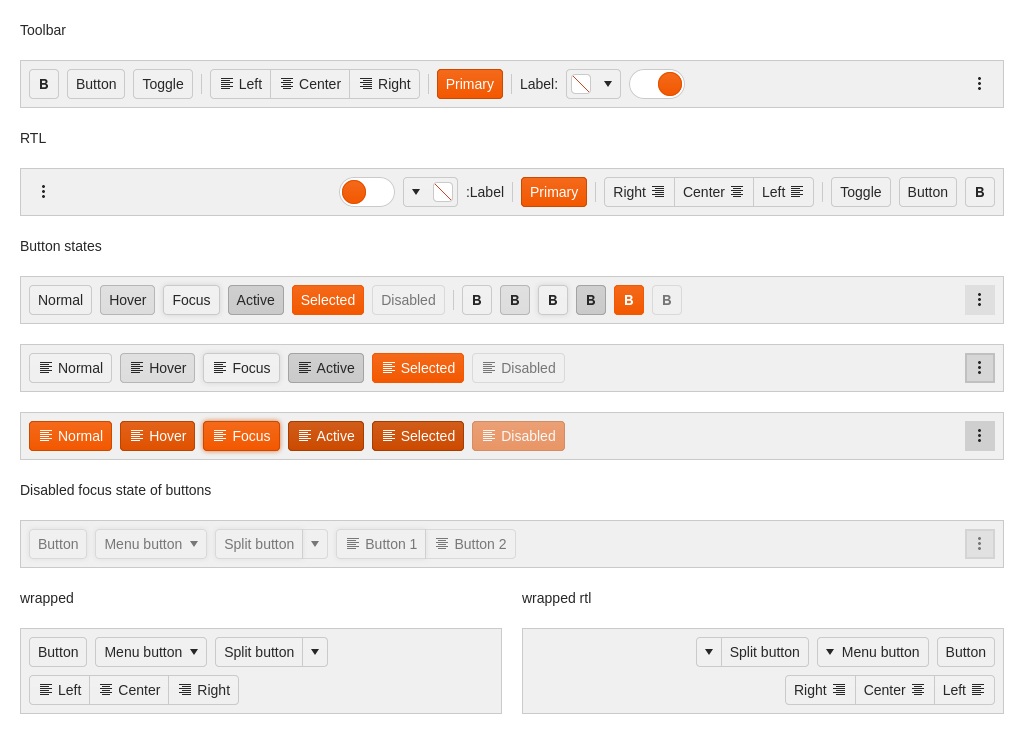 Toolbar
B Button Toggle Left Center Right Primary Label:
RTL
:Label Primary Right Center Left Toggle Button B
Button states
Normal Hover Focus Active Selected Disabled B B B B B B
Normal Hover Focus Active Selected Disabled
Normal Hover Focus Active Selected Disabled
Disabled focus state of buttons
Button Menu button Split button Button 1 Button 2
wrapped
Button Menu button Split button
Left Center Right
wrapped rtl
Split button Menu button Button
Right Center Left